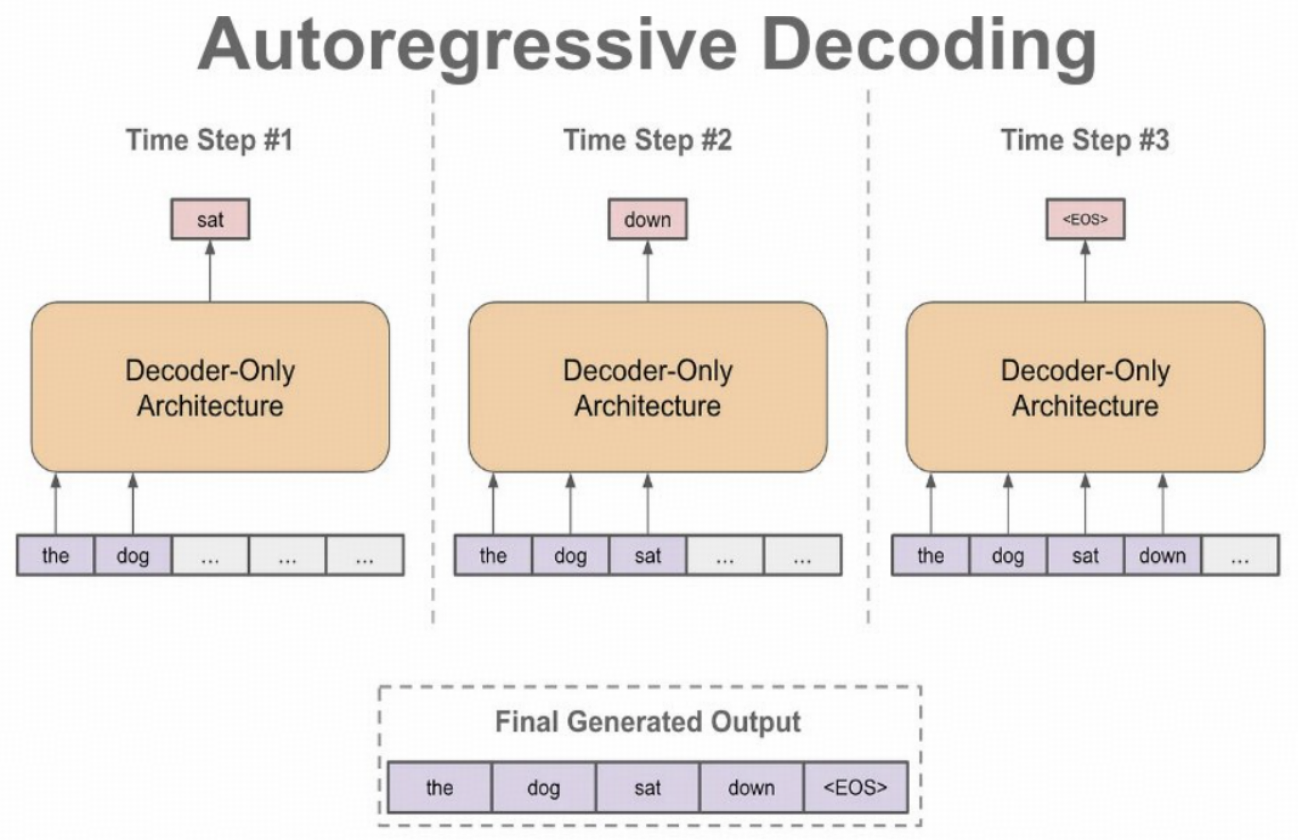 Autoregressive Decoding
Time Step #1
Time Step #2
Time Step #3
sat
down
<EOS>
Decoder-Only
Architecture
Decoder-Only
Architecture
Decoder-Only
Architecture
the dog ... ... ...
the dog sat ... ...
the dog sat down ...
Final Generated Output
the dog sat down <EOS>